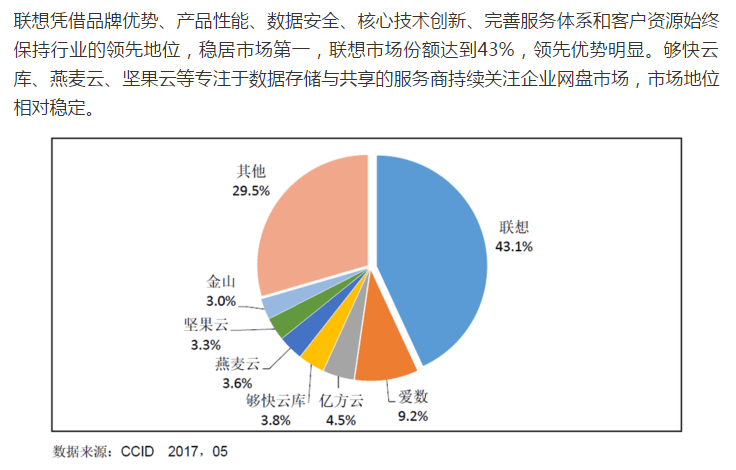 联想凭借品牌优势、产品性能、数据安全、核心技术创新、完善服务体系和客户资源始终
保持行业的领先地位，稳居市场第一，联想市场份额达到43%，领先优势明显。够快云
库、燕麦云、坚果云等专注于数据存储与共享的服务商持续关注企业网盘市场，市场地位
相对稳定。
其他
29.5%
联想
43.1%
金山
3.0%
坚果云
3.3%
燕麦云
3.6%
够快云库
3.8%
亿方云
4.5%
爱数
9.2%
数据来源：CCID 2017，05